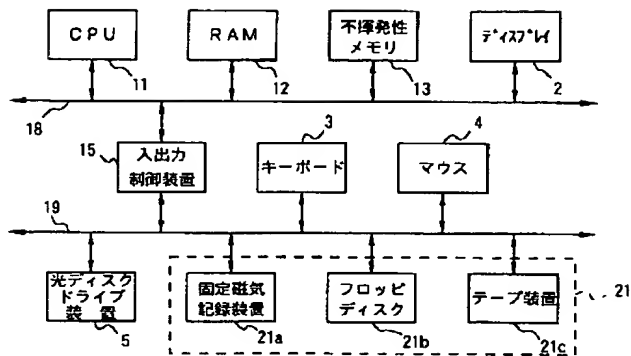 CPU
RAM
不揮発性
メモリ
ディスプレイ
11
12
13
2
18
15
入出力
制御装置
3
キーボード
4
マウス
19
光ディスク
ドライブ
装置
5
固定磁気
記録装置
21a
フロッピ
ディスク
21b
テープ装置
21c
21